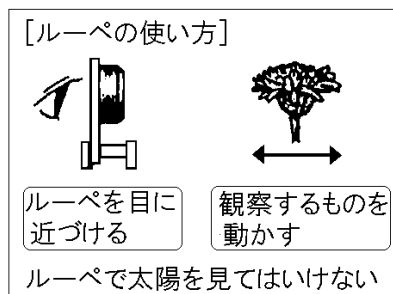 [ルーペの使い方]
ルーペを目に
近づける
観察するものを
動かす
ルーペで太陽を見てはいけない